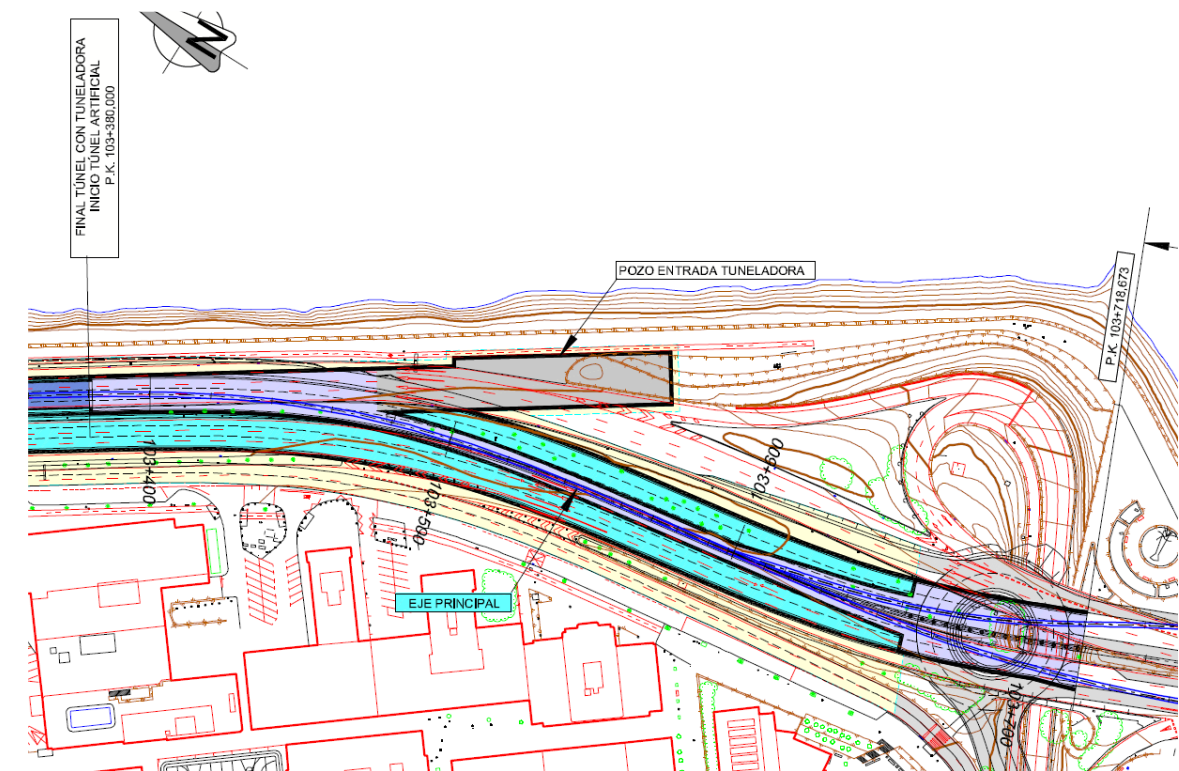 N
FINAL TÚNEL CON TUNELADORA
INICIO TÚNEL ARTIFICIAL
P.K. 103+380,000
POZO ENTRADA TUNELADORA
P.K. 103+718,673
103+400
103+500
103+600
EJE PRINCIPAL
103+700